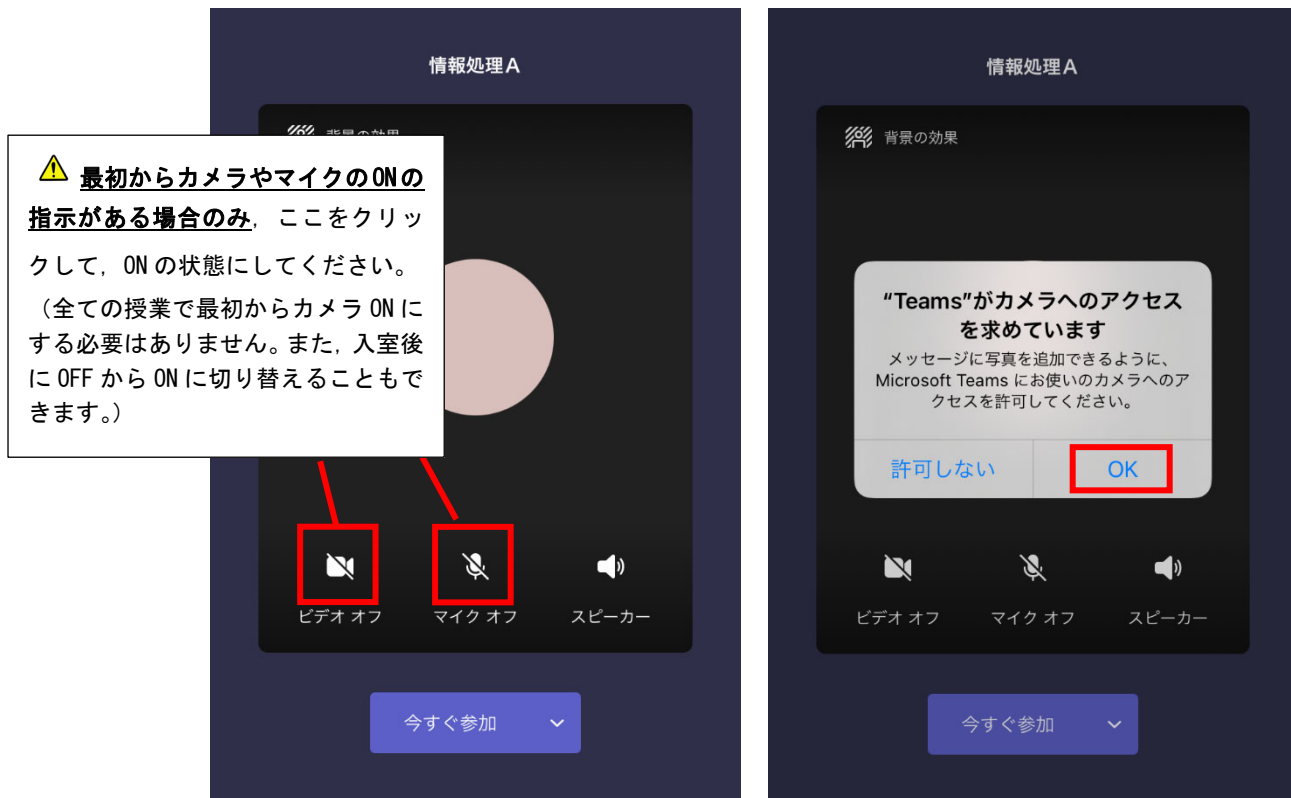 情報処理A
背景の効果
最初からカメラやマイクのONの
指示がある場合のみ，ここをクリッ
クして，ONの状態にしてください。
（全ての授業で最初からカメラONに
する必要はありません。また，入室後
にOFFからONに切り替えることもで
きます。）
ビデオ オフ
マイク オフ
スピーカー
今すぐ参加
情報処理A
背景の効果
“Teams”がカメラへのアクセス
を求めています
メッセージに写真を追加できるように、
Microsoft Teams にお使いのカメラへのア
クセスを許可してください。
許可しない
OK
ビデオ オフ
マイク オフ
スピーカー
今すぐ参加